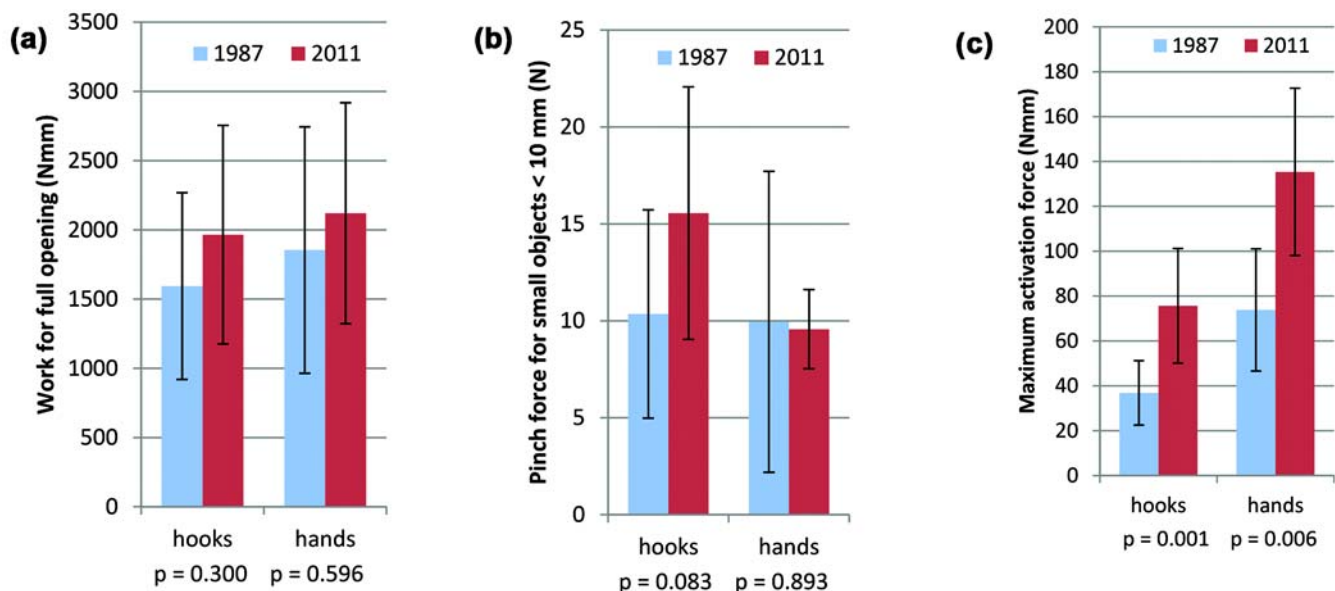 (a)
Work for full opening (Nmm)
3500
3000
2500
2000
1500
1000
500
0
1987 2011
hooks hands
p = 0.300 p = 0.596
(b)
Pinch force for small objects < 10 mm (N)
25
20
15
10
5
0
1987 2011
hooks hands
p = 0.083 p = 0.893
(c)
Maximum activation force (Nmm)
200
180
160
140
120
100
80
60
40
20
0
1987 2011
hooks hands
p = 0.001 p = 0.006